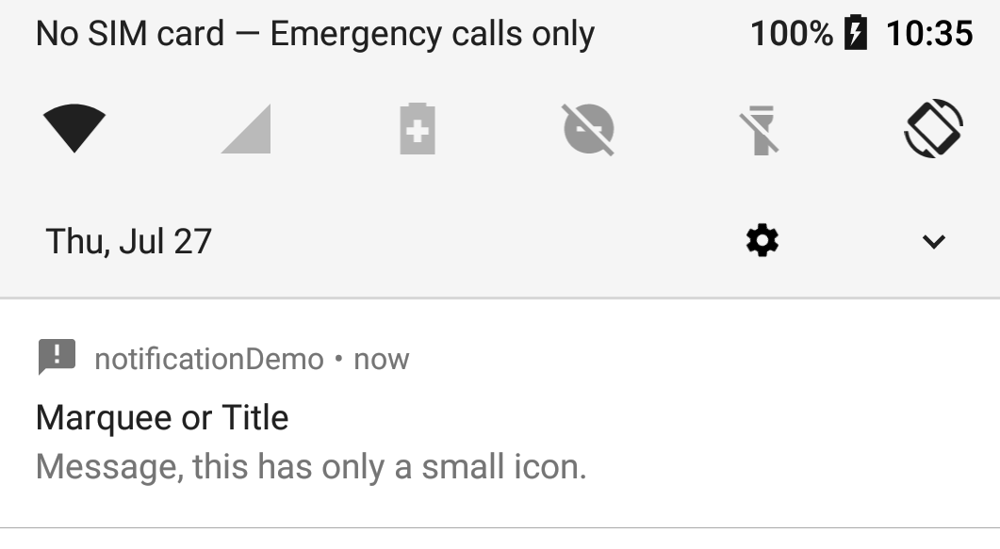 No SIM card — Emergency calls only 100% 10:35
Thu, Jul 27
notificationDemo • now
Marquee or Title
Message, this has only a small icon.